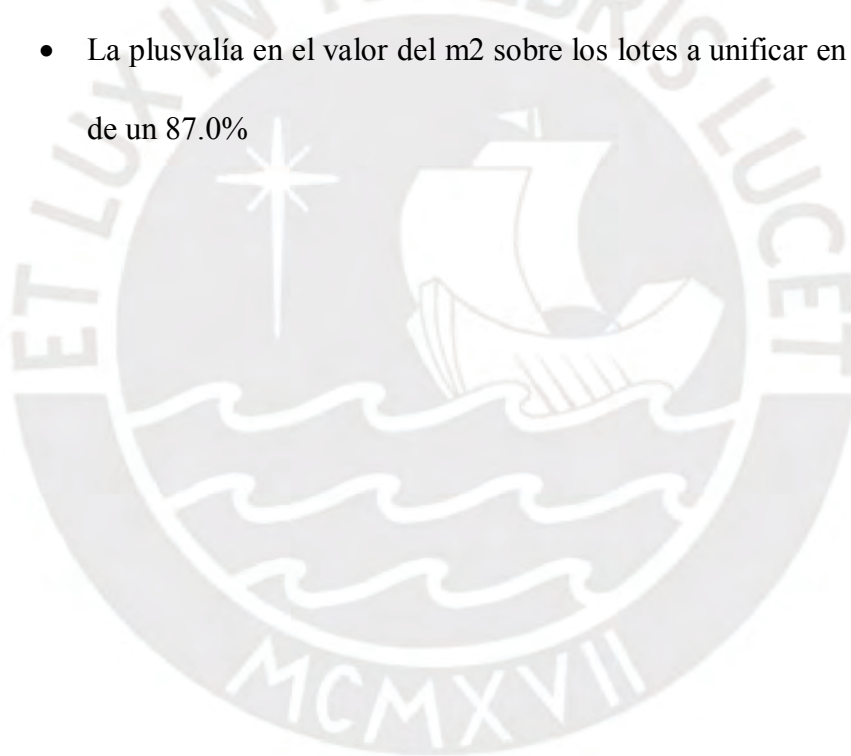 • La plusvalía en el valor del m2 sobre los lotes a unificar en
de un 87.0%
ET LUX IN BRIS LUCET
MCMXVII